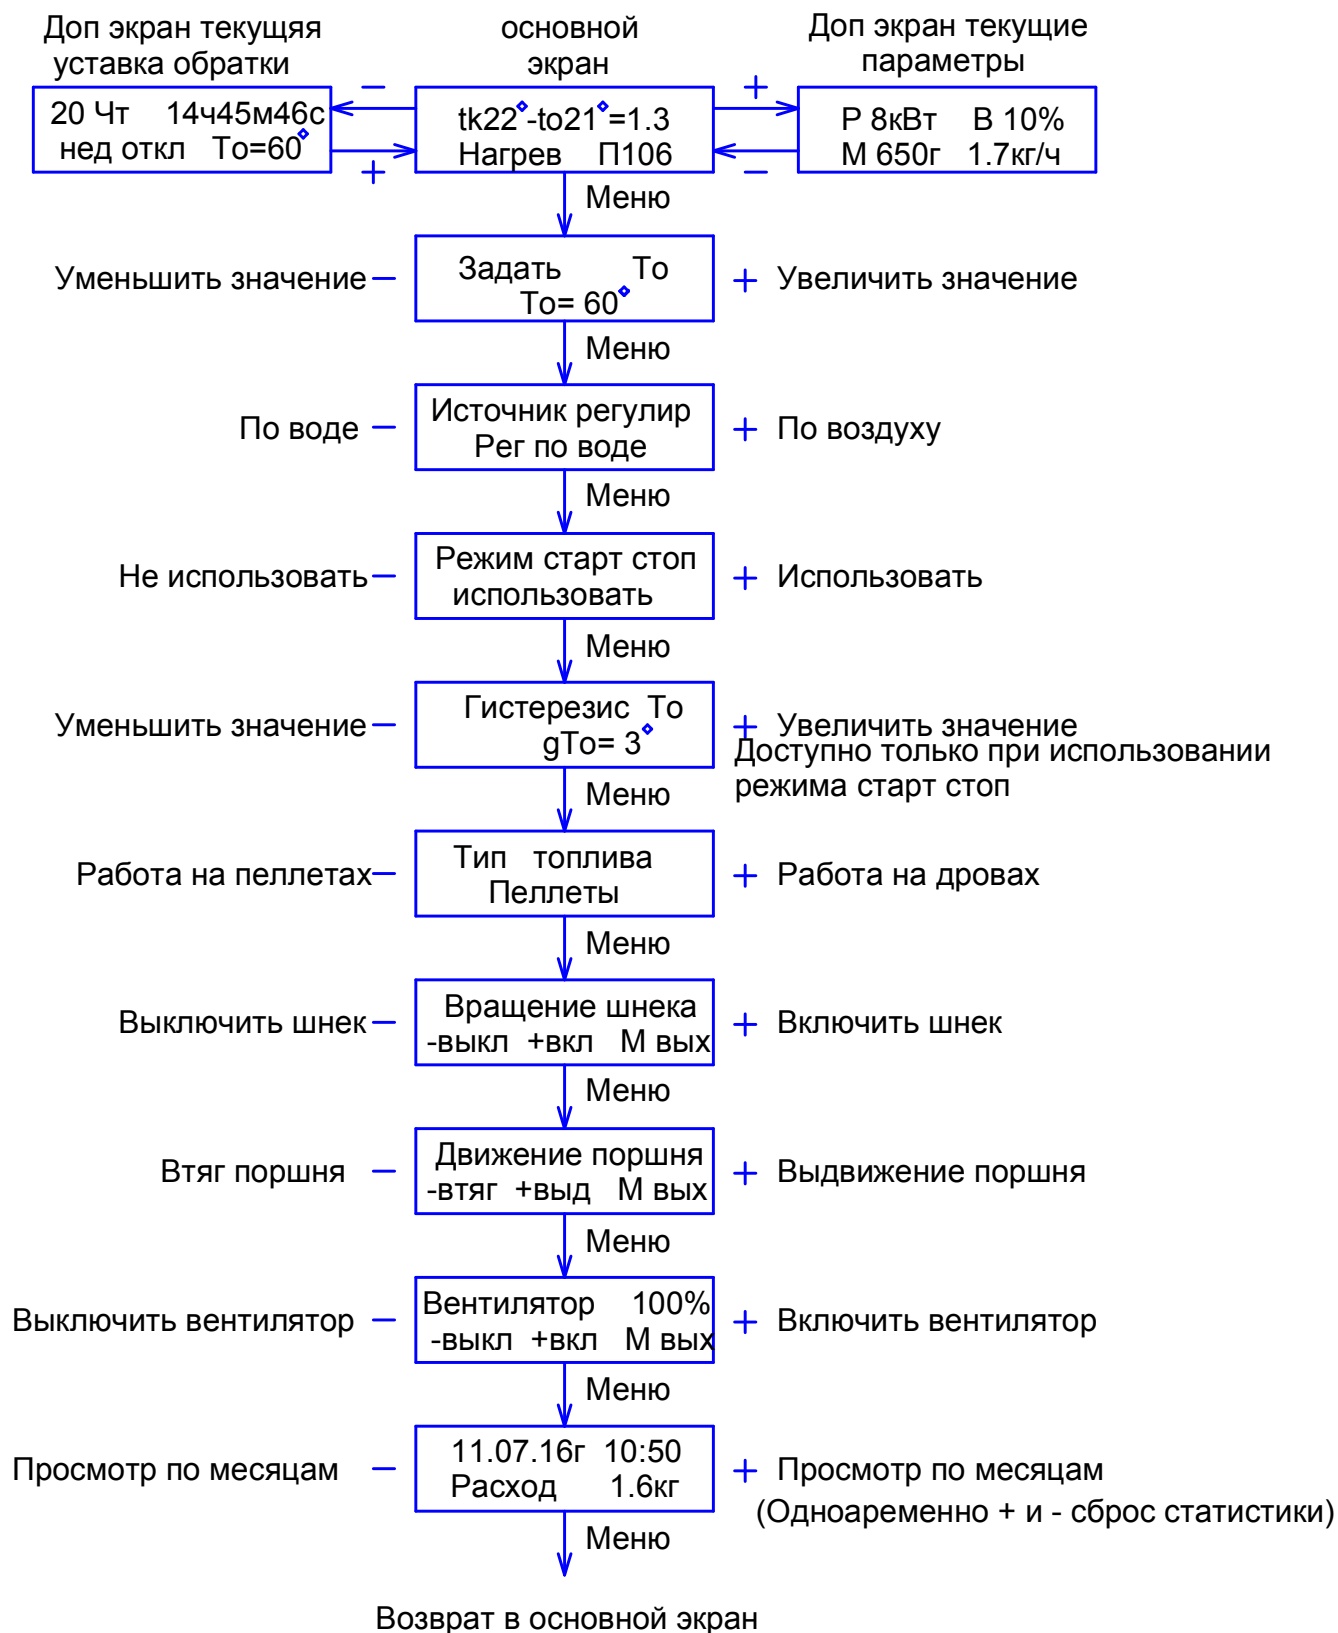 Доп экран текущяя
уставка обратки
основной
экран
Доп экран текущие
параметры
20 Чт 14ч45м46с
нед откл То=60°
−
+
tk22°-to21°=1.3
Нагрев П106
+
−
Р 8кВт В 10%
М 650г 1.7кг/ч
Меню
Уменьшить значение −
Задать То
То= 60°
+ Увеличить значение
Меню
По воде −
Источник регулир
Рег по воде
+ По воздуху
Меню
Не использовать −
Режим старт стоп
использовать
+ Использовать
Меню
Уменьшить значение −
Гистерезис То
gТо= 3°
+ Увеличить значение
Доступно только при использовании
режима старт стоп
Меню
Работа на пеллетах −
Тип топлива
Пеллеты
+ Работа на дровах
Меню
Выключить шнек −
Вращение шнека
-выкл +вкл М вых
+ Включить шнек
Меню
Втяг поршня −
Движение поршня
-втяг +выд М вых
+ Выдвижение поршня
Меню
Выключить вентилятор −
Вентилятор 100%
-выкл +вкл М вых
+ Включить вентилятор
Меню
Просмотр по месяцам −
11.07.16г 10:50
Расход 1.6кг
+ Просмотр по месяцам
(Одноаременно + и - сброс статистики)
Меню
Возврат в основной экран